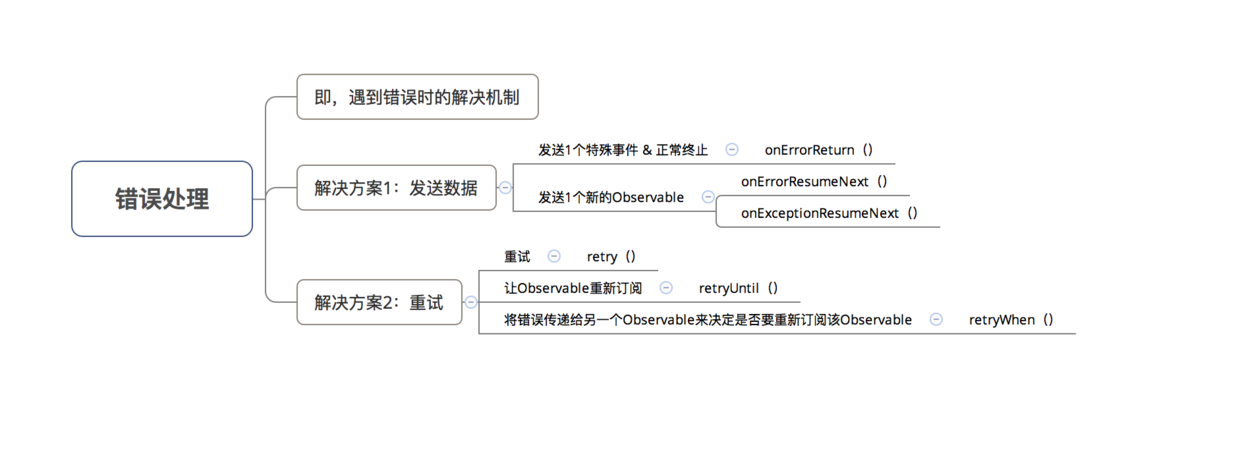 即，遇到错误时的解决机制
错误处理
解决方案1：发送数据
发送1个特殊事件 & 正常终止
onErrorReturn（）
发送1个新的Observable
onErrorResumeNext（）
onExceptionResumeNext（）
解决方案2：重试
重试
retry（）
让Observable重新订阅
retryUntil（）
将错误传递给另一个Observable来决定是否要重新订阅该Observable
retryWhen（）